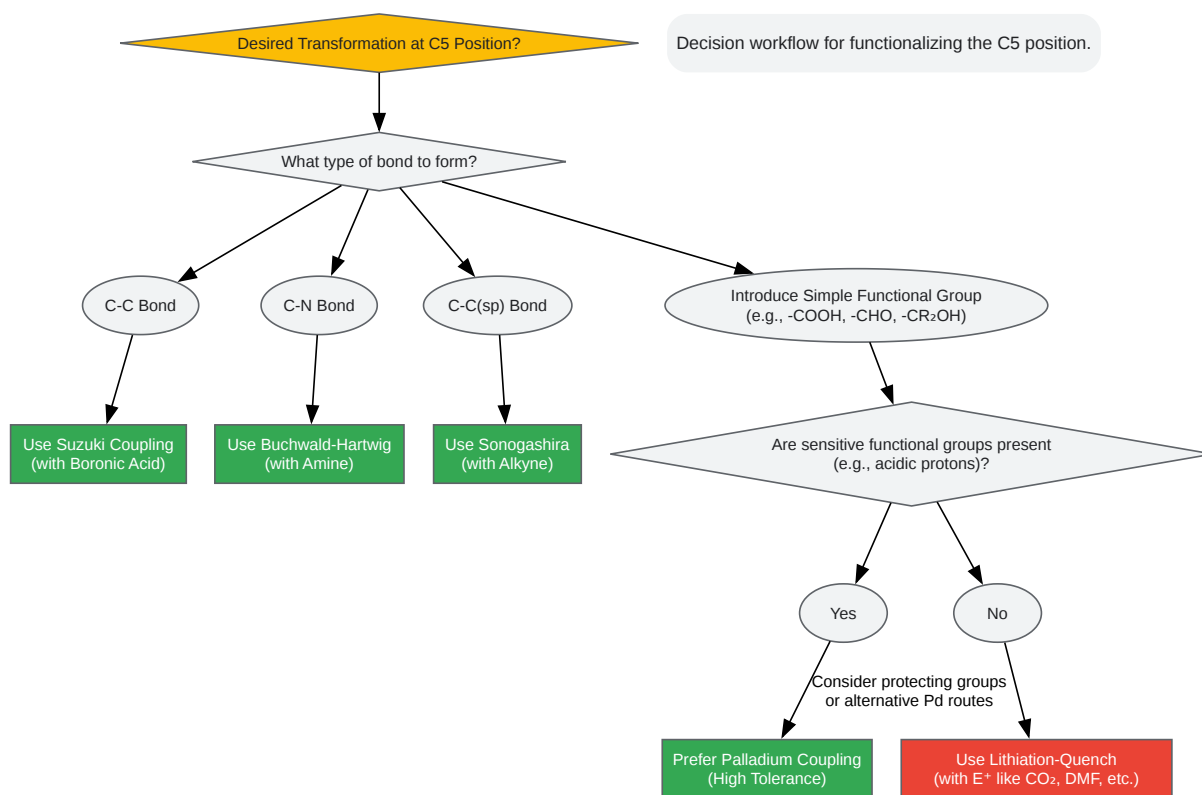 Desired Transformation at C5 Position?
Decision workflow for functionalizing the C5 position.
What type of bond to form?
C-C Bond
C-N Bond
C-C(sp) Bond
Introduce Simple Functional Group
(e.g., -COOH, -CHO, -CR₂OH)
Use Suzuki Coupling
(with Boronic Acid)
Use Buchwald-Hartwig
(with Amine)
Use Sonogashira
(with Alkyne)
Are sensitive functional groups present
(e.g., acidic protons)?
Yes
No
Consider protecting groups
or alternative Pd routes
Prefer Palladium Coupling
(High Tolerance)
Use Lithiation-Quench
(with E⁺ like CO₂, DMF, etc.)